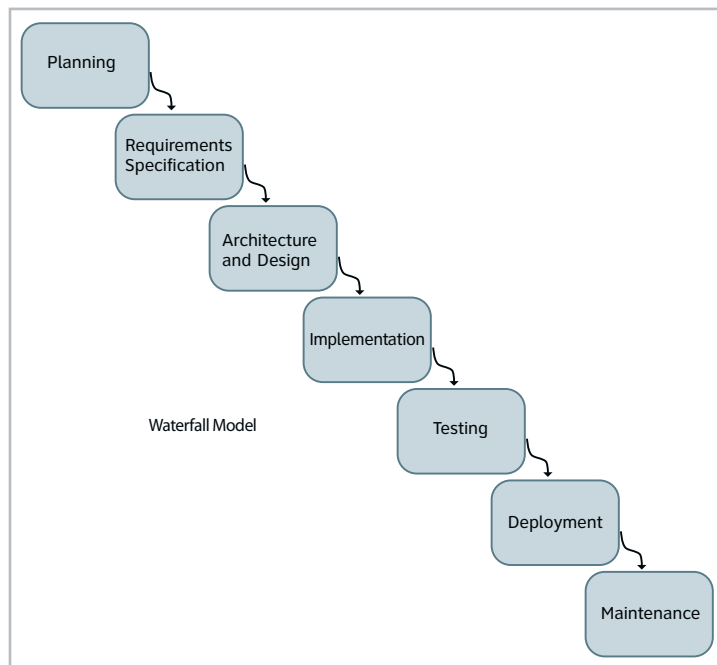 Planning
Requirements
Specification
Architecture
and Design
Implementation
Waterfall Model
Testing
Deployment
Maintenance